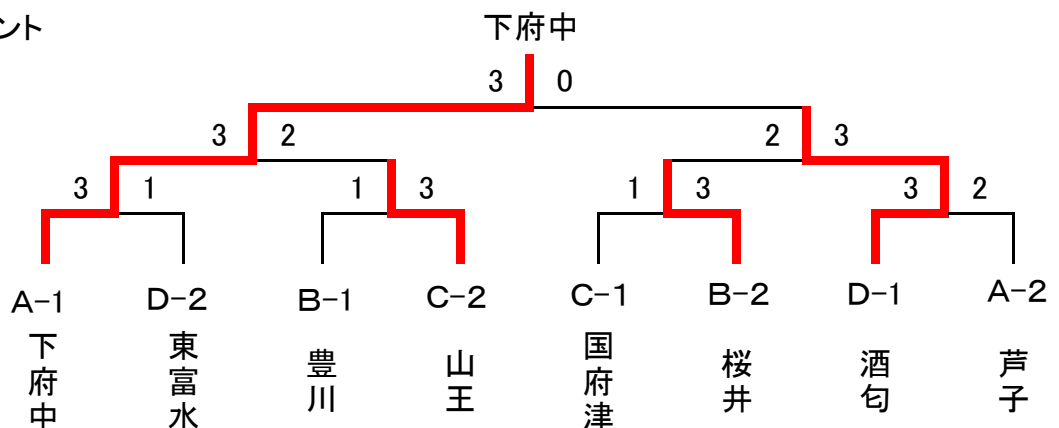 ント
下府中
3 0
3 2 2 3
3 1 1 3 1 3 3 2
A-1 D-2 B-1 C-2 C-1 B-2 D-1 A-2
下府中 東富水 豊川 山王 国府津 桜井 酒匂 芦子